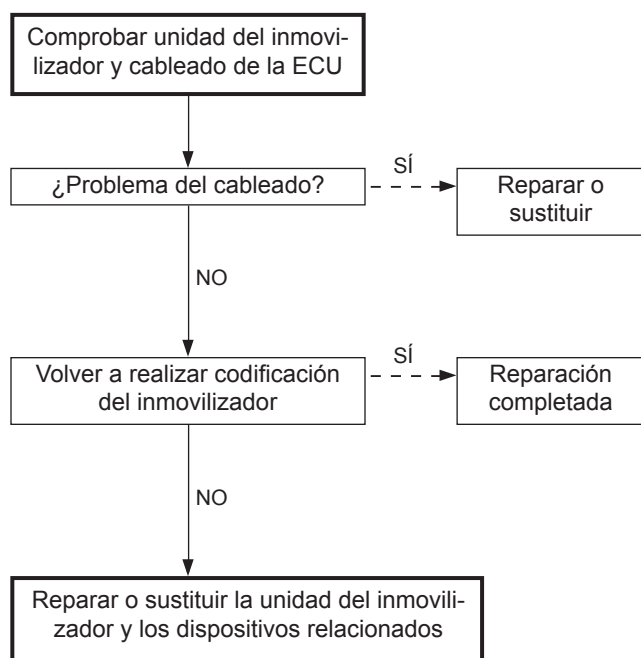 Comprobar unidad del inmovi-
lizador y cableado de la ECU
¿Problema del cableado?
SÍ
Reparar o
sustituir
NO
Volver a realizar codificación
del inmovilizador
SÍ
Reparación
completada
NO
Reparar o sustituir la unidad del inmovili-
zador y los dispositivos relacionados